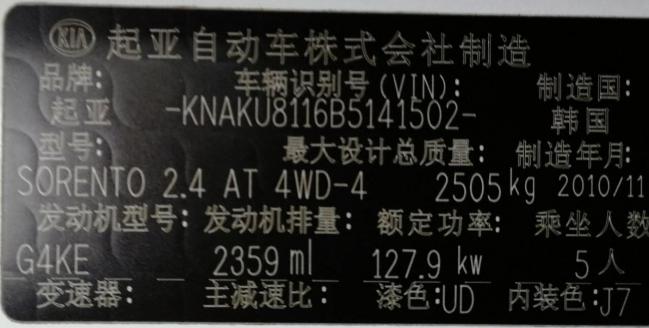 KIA 起亚自动车株式会社制造
品牌: 车辆识别号(VIN): 制造国:
起亚 -KNAKU8116B5141502- 韩国
型号: 最大设计总质量: 制造年月:
SORENTO 2.4 AT 4WD-4 2505kg 2010/11
发动机型号: 发动机排量: 额定功率: 乘坐人数
G4KE 2359 ml 127.9 kw 5人
变速器: 主减速比: 漆色:UD 内装色:J7